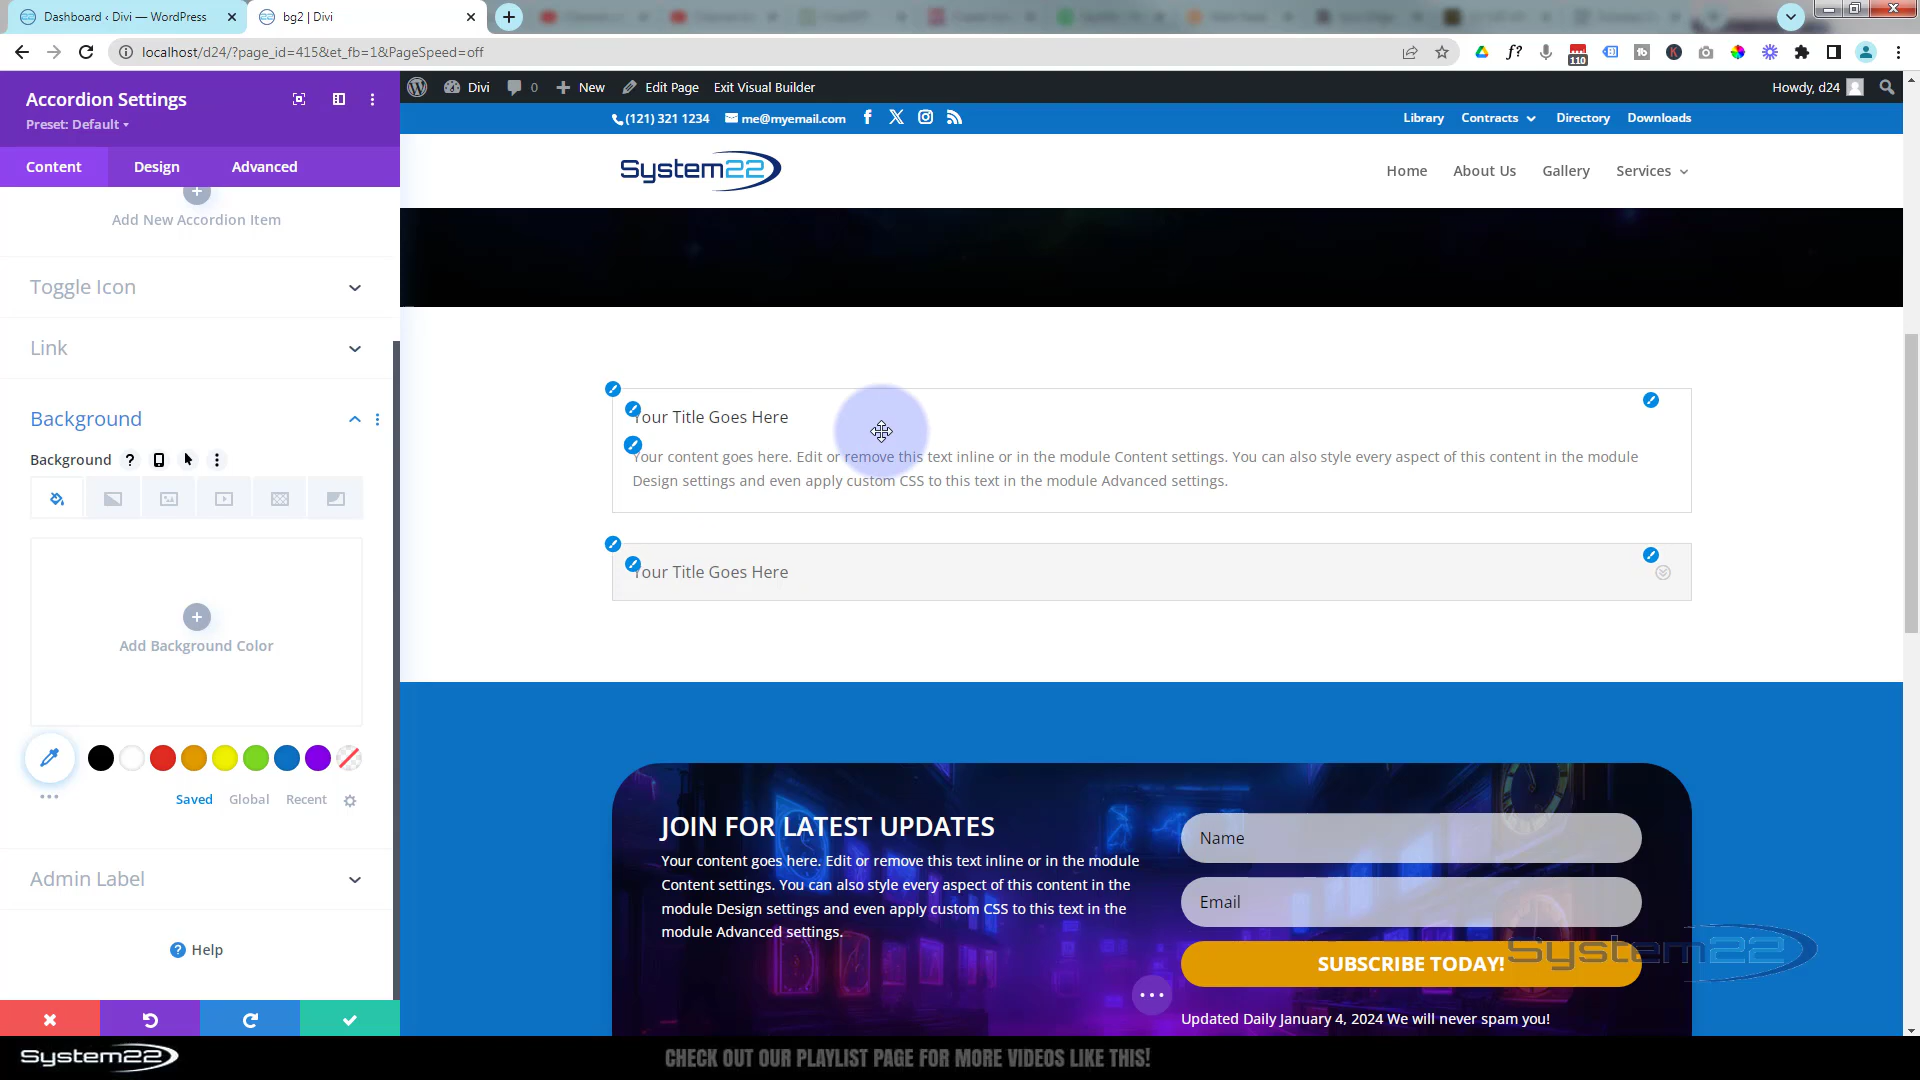 Dashboard ‹ Divi — WordPress
bg2 | Divi
localhost/d24/?page_id=415&et_fb=1&PageSpeed=off
110
Accordion Settings
Preset: Default
Content
Design
Advanced
Add New Accordion Item
Toggle Icon
Link
Background
Background
Add Background Color
Saved
Global
Recent
Admin Label
Help
Divi
0
New
Edit Page
Exit Visual Builder
Howdy, d24
(121) 321 1234
me@myemail.com
Library
Contracts
Directory
Downloads
System22
Home
About Us
Gallery
Services
Your Title Goes Here
Your content goes here. Edit or remove this text inline or in the module Content settings. You can also style every aspect of this content in the module
Design settings and even apply custom CSS to this text in the module Advanced settings.
Your Title Goes Here
JOIN FOR LATEST UPDATES
Your content goes here. Edit or remove this text inline or in the module
Content settings. You can also style every aspect of this content in the
module Design settings and even apply custom CSS to this text in the
module Advanced settings.
Name
Email
SUBSCRIBE TODAY!
Updated Daily January 4, 2024 We will never spam you!
System22
System22
CHECK OUT OUR PLAYLIST PAGE FOR MORE VIDEOS LIKE THIS!